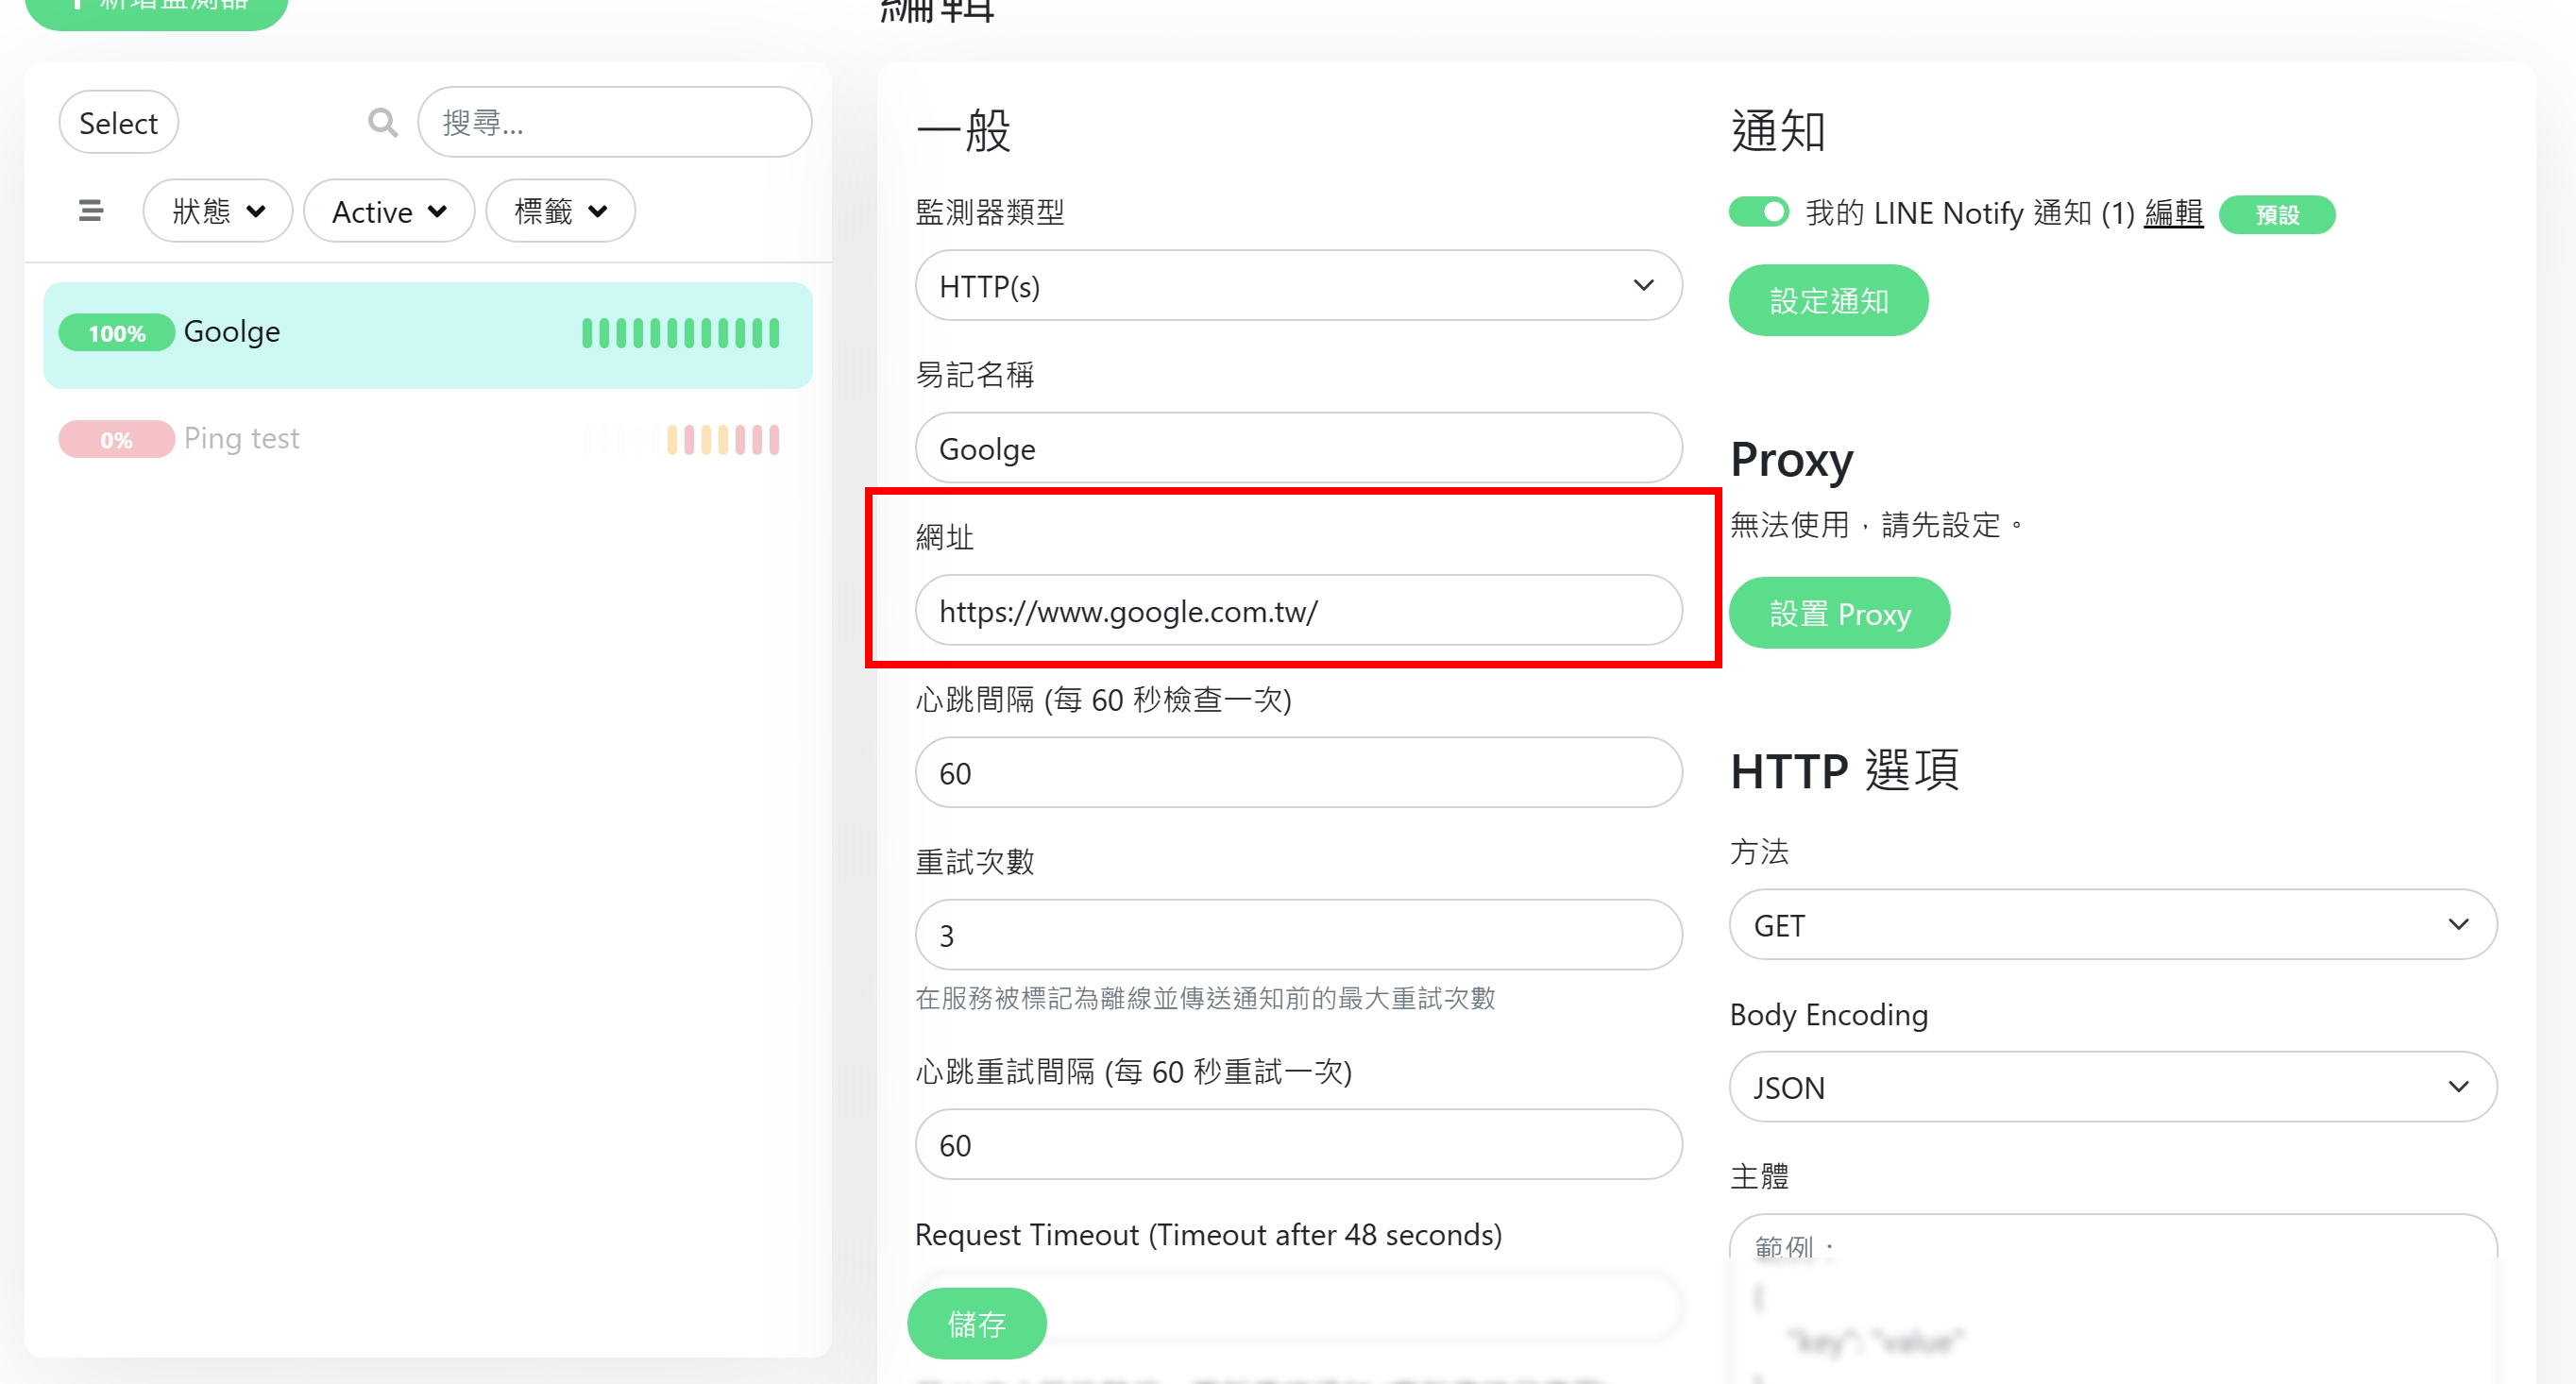 新增監測器
編輯
Select
搜尋...
狀態
Active
標籤
100% Goolge
0% Ping test
一般
監測器類型
HTTP(s)
易記名稱
Goolge
網址
https://www.google.com.tw/
心跳間隔 (每 60 秒檢查一次)
60
重試次數
3
在服務被標記為離線並傳送通知前的最大重試次數
心跳重試間隔 (每 60 秒重試一次)
60
Request Timeout (Timeout after 48 seconds)
儲存
通知
我的 LINE Notify 通知 (1) 編輯 預設
設定通知
Proxy
無法使用，請先設定。
設置 Proxy
HTTP 選項
方法
GET
Body Encoding
JSON
主體
範例：
{
"key": "value"